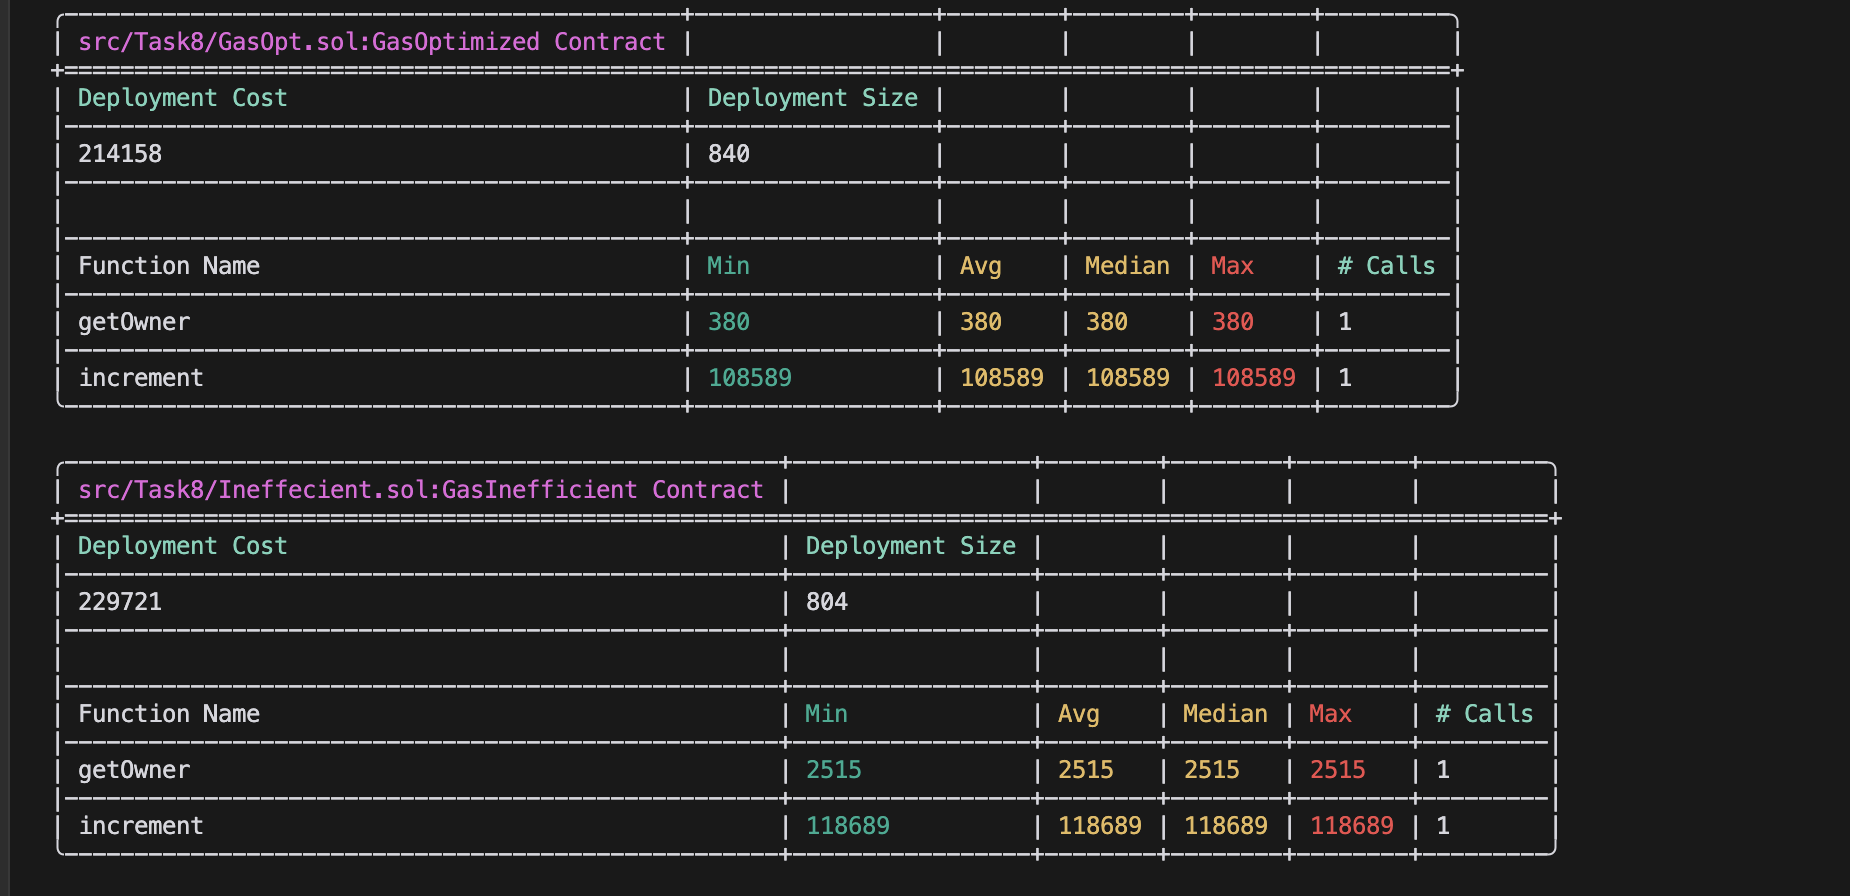 src/Task8/GasOpt.sol:GasOptimized Contract
Deployment Cost | Deployment Size
214158 | 840
Function Name | Min | Avg | Median | Max | # Calls
getOwner | 380 | 380 | 380 | 380 | 1
increment | 108589 | 108589 | 108589 | 108589 | 1
src/Task8/Ineffecient.sol:GasInefficient Contract
Deployment Cost | Deployment Size
229721 | 804
Function Name | Min | Avg | Median | Max | # Calls
getOwner | 2515 | 2515 | 2515 | 2515 | 1
increment | 118689 | 118689 | 118689 | 118689 | 1